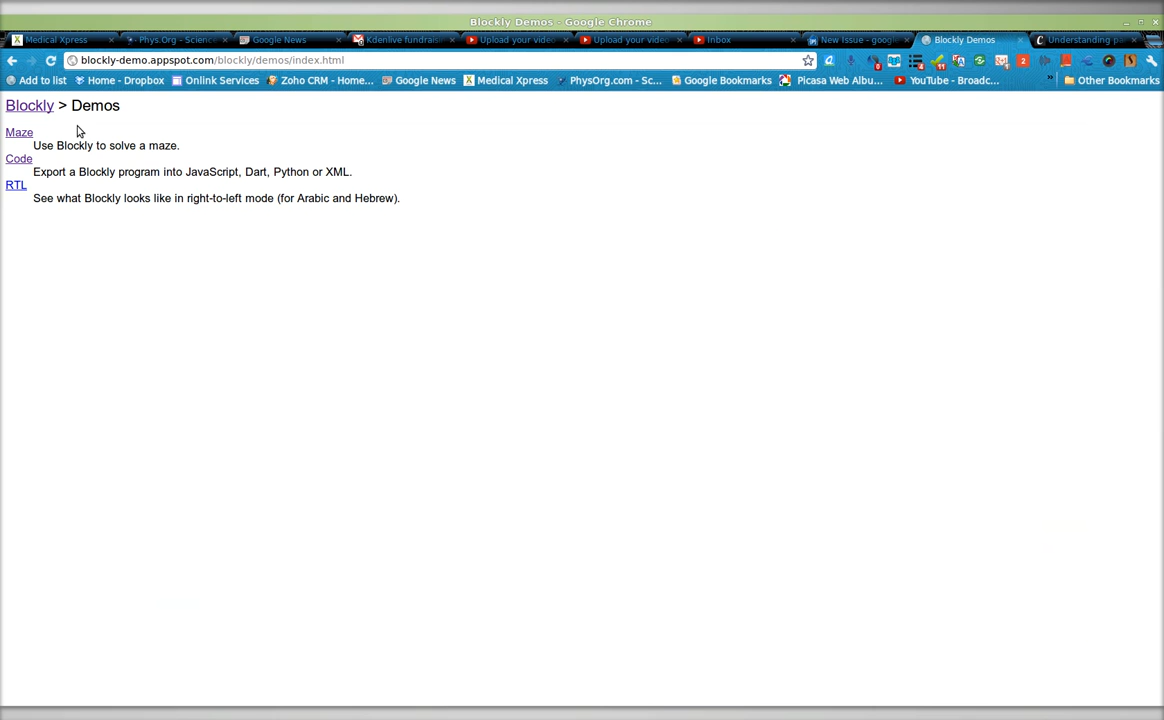 Blockly Demos - Google Chrome
Medical Xpress
Phys.Org - Science
Google News
Kdenlive fundrais
Upload your vide
Upload your vide
Inbox
New Issue - goog
Blockly Demos
Understanding p
blockly-demo.appspot.com/blockly/demos/index.html
Add to list
Home - Dropbox
Onlink Services
Zoho CRM - Home...
Google News
Medical Xpress
PhysOrg.com - Sc...
Google Bookmarks
Picasa Web Albu...
YouTube - Broadc...
»
Other Bookmarks
Blockly > Demos
Maze
Use Blockly to solve a maze.
Code
Export a Blockly program into JavaScript, Dart, Python or XML.
RTL
See what Blockly looks like in right-to-left mode (for Arabic and Hebrew).